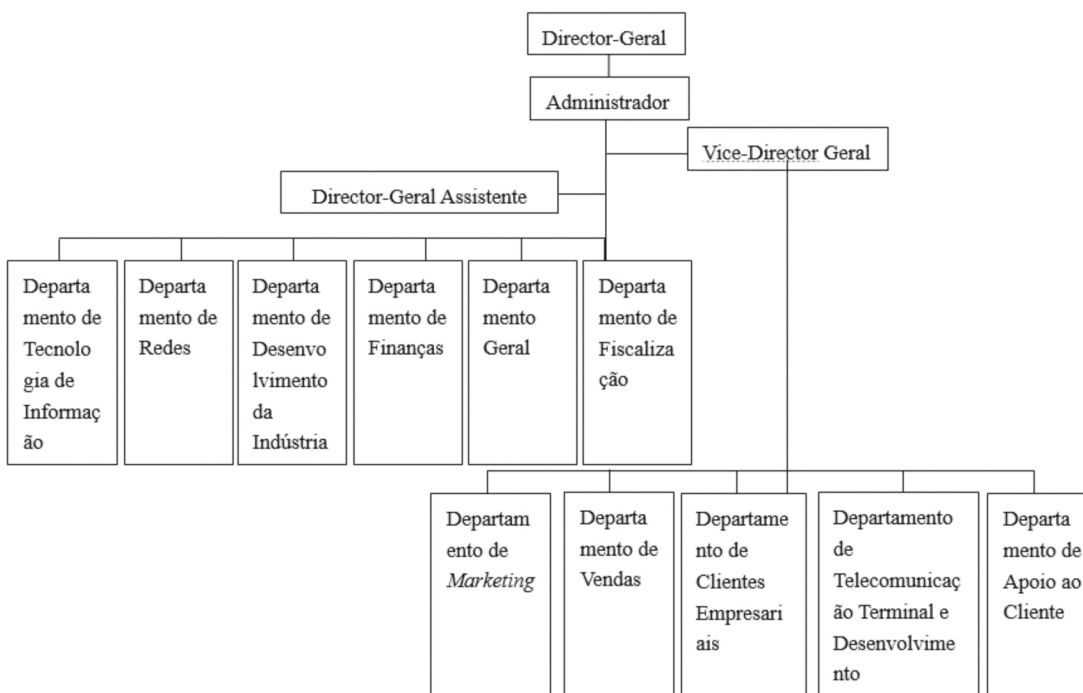 Director-Geral
Administrador
Vice-Director Geral
Director-Geral Assistente
Departa
mento de
Tecnolo
gia de
Informaç
ão
Departa
mento de
Redes
Departa
mento de
Desenvo
lvimento
da
Indústria
Departa
mento de
Finanças
Departa
mento
Geral
Departa
mento de
Fiscaliza
ção
Departam
ento de
Marketing
Departa
mento de
Vendas
Departame
nto de
Clientes
Empresari
ais
Departamento
de
Telecomunicaç
ão Terminal e
Desenvolvime
nto
Departa
mento de
Apoio ao
Cliente